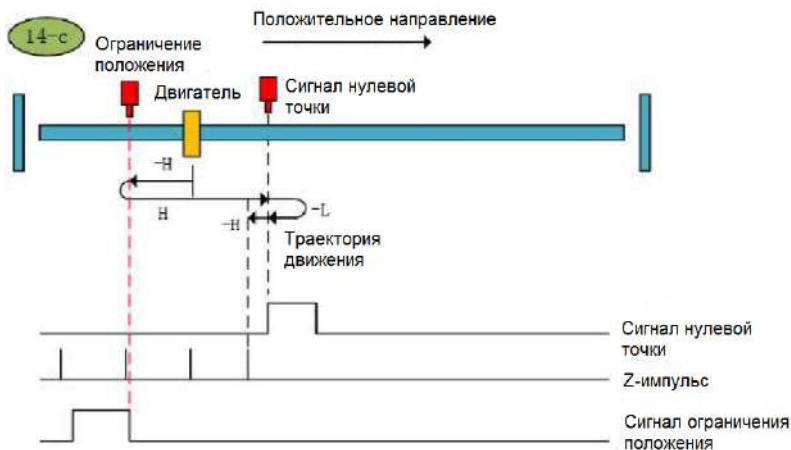 14-c
Положительное направление
Ограничение
положения
Двигатель
Сигнал нулевой
точки
-H
H
-L
-H
Траектория
движения
Сигнал нулевой
точки
Z-импульс
Сигнал ограничения
положения